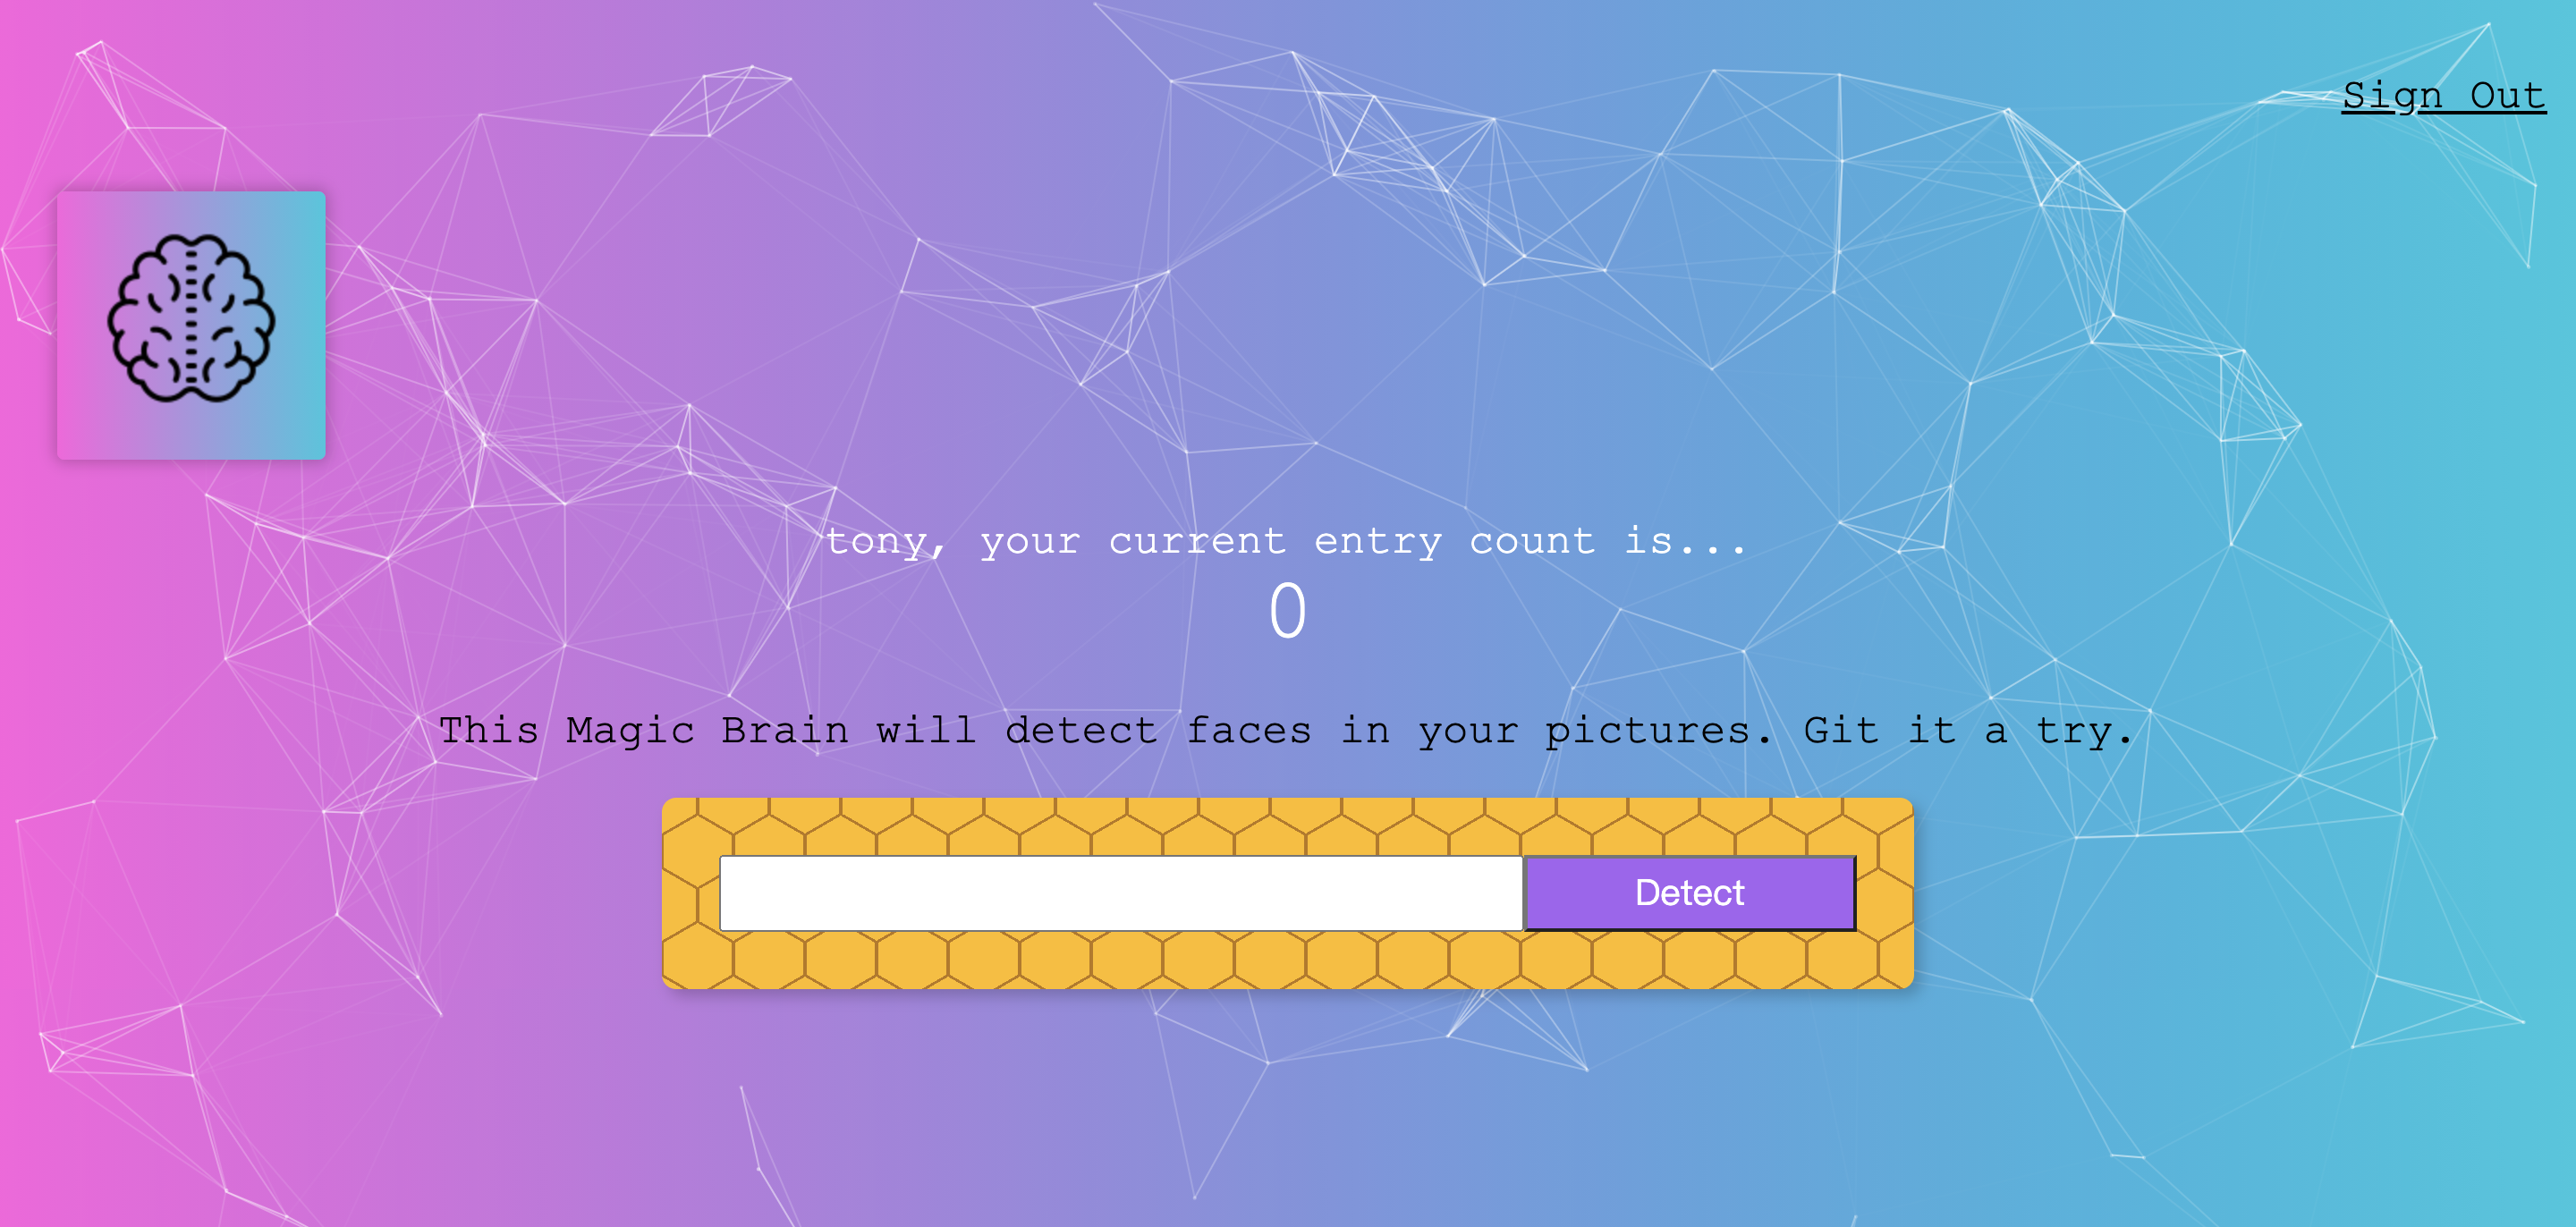 Sign Out
tony, your current entry count is...
0
This Magic Brain will detect faces in your pictures. Git it a try.
Detect